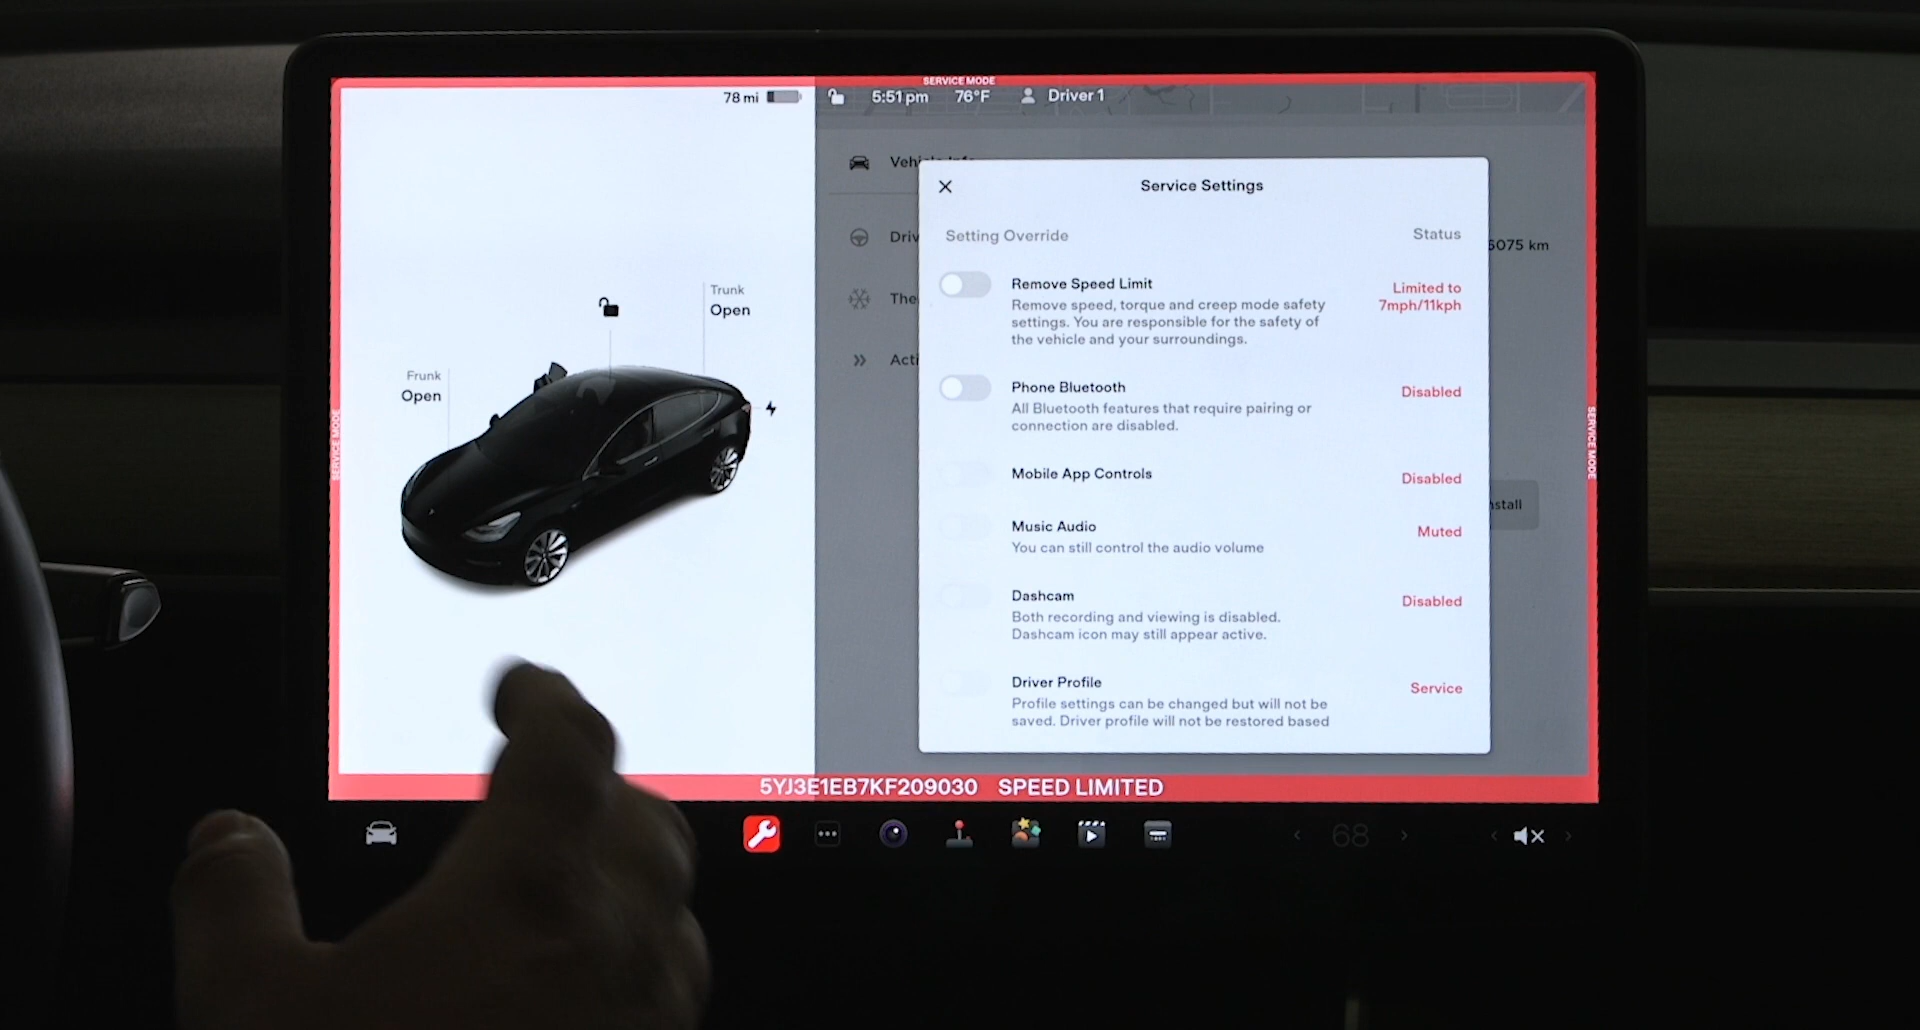 SERVICE MODE
78 mi
5:51 pm 76°F Driver 1
Trunk
Open
Frunk
Open
SERVICE MODE
Service Settings
Setting Override Status
Remove Speed Limit
Remove speed, torque and creep mode safety
settings. You are responsible for the safety of
the vehicle and your surroundings.
Limited to
7mph/11kph
Phone Bluetooth
All Bluetooth features that require pairing or
connection are disabled.
Disabled
Mobile App Controls
Disabled
Music Audio
You can still control the audio volume
Muted
Dashcam
Both recording and viewing is disabled.
Dashcam icon may still appear active.
Disabled
Driver Profile
Profile settings can be changed but will not be
saved. Driver profile will not be restored based
Service
km
SERVICE MODE
5YJ3E1EB7KF209030 SPEED LIMITED
68